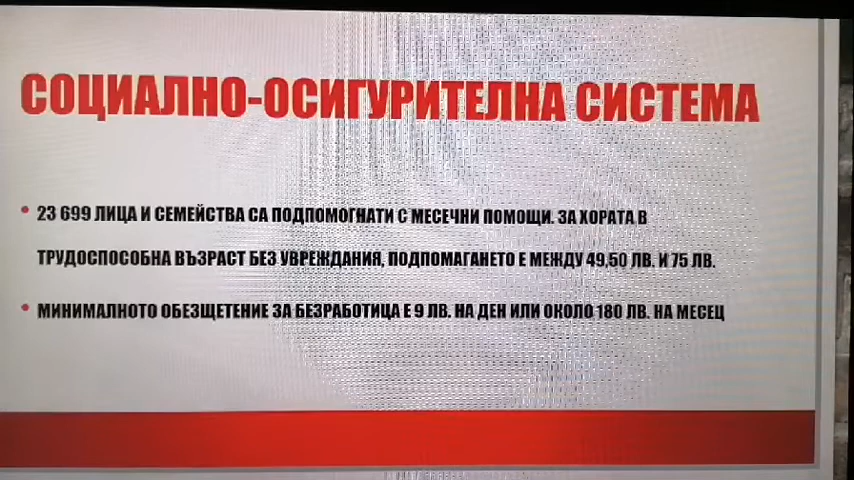 СОЦИАЛНО-ОСИГУРИТЕЛНА СИСТЕМА
• 23 699 ЛИЦА И СЕМЕЙСТВА СА ПОДПОМОГНАТИ С МЕСЕЧНИ ПОМОЩИ. ЗА ХОРАТА В
ТРУДОСПОСОБНА ВЪЗРАСТ БЕЗ УВРЕЖДАНИЯ, ПОДПОМАГАНЕТО Е МЕЖДУ 49,50 ЛВ. И 75 ЛВ.
• МИНИМАЛНОТО ОБЕЗЩЕТЕНИЕ ЗА БЕЗРАБОТИЦА Е 9 ЛВ. НА ДЕН ИЛИ ОКОЛО 180 ЛВ. НА МЕСЕЦ